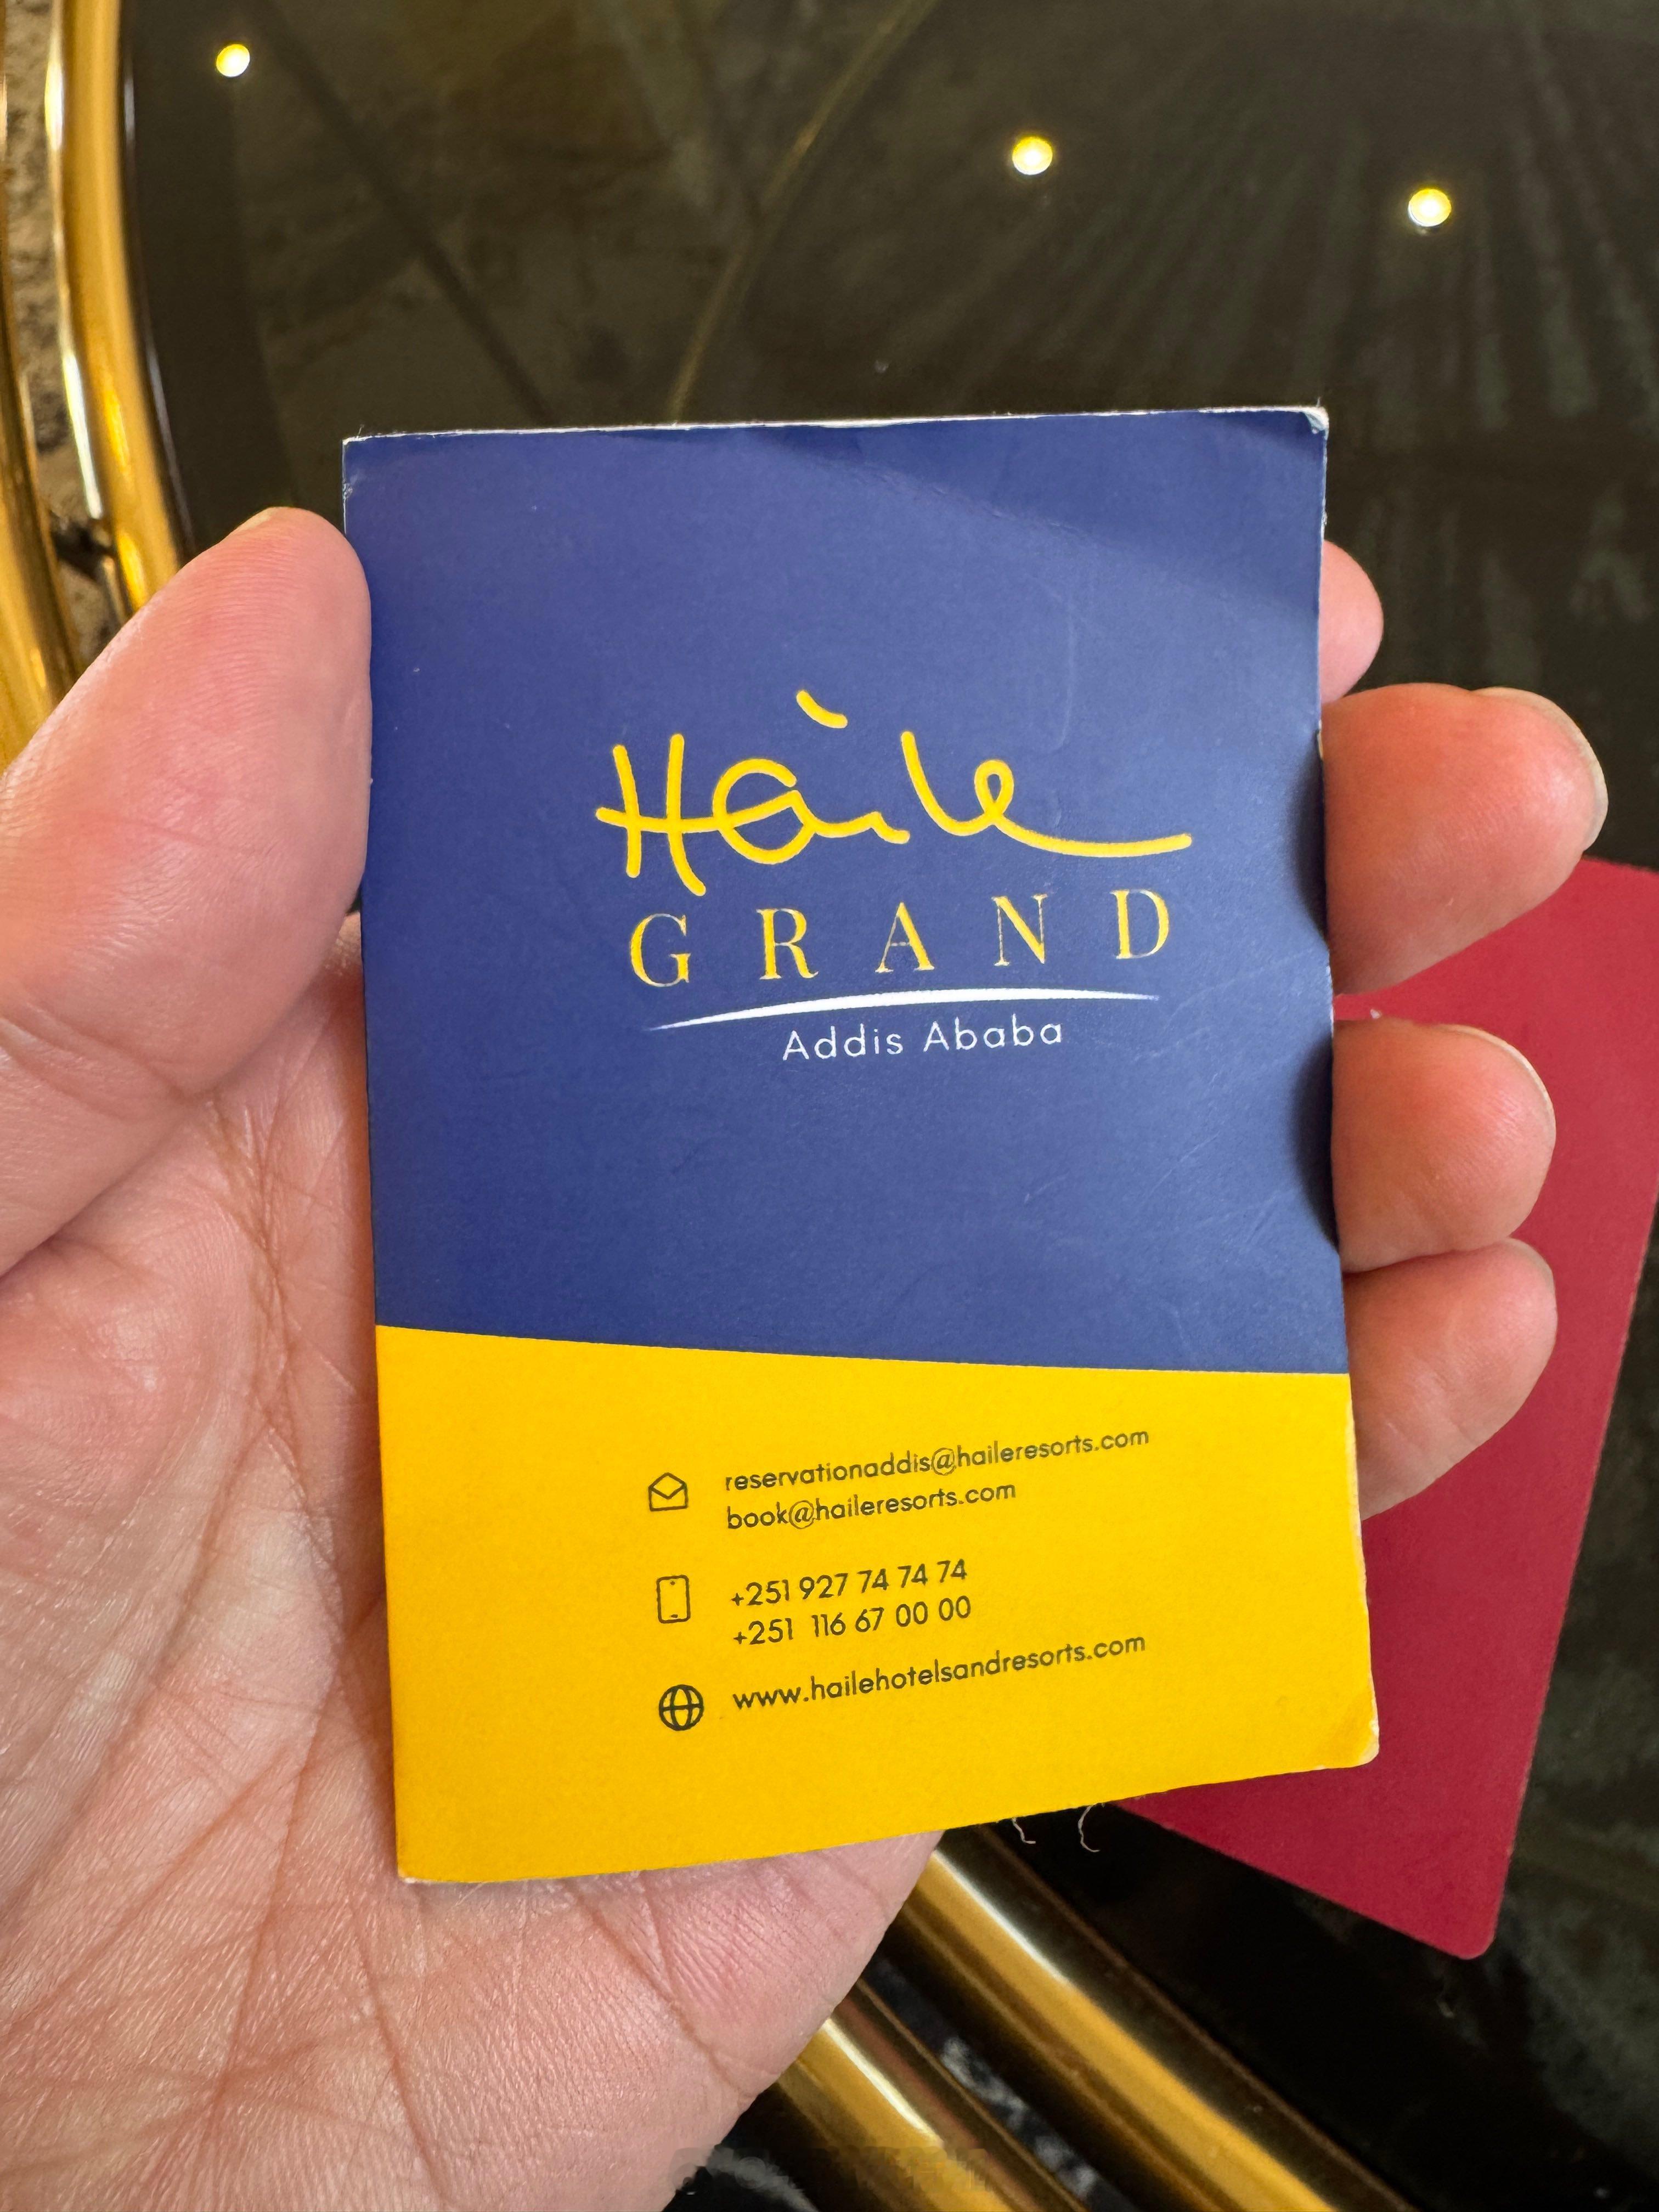 Haile
GRAND
Addis Ababa
reservationaddis@haileresorts.com
book@haileresorts.com
+251 927 74 74 74
+251 116 67 00 00
www.hailehotelsandresorts.com